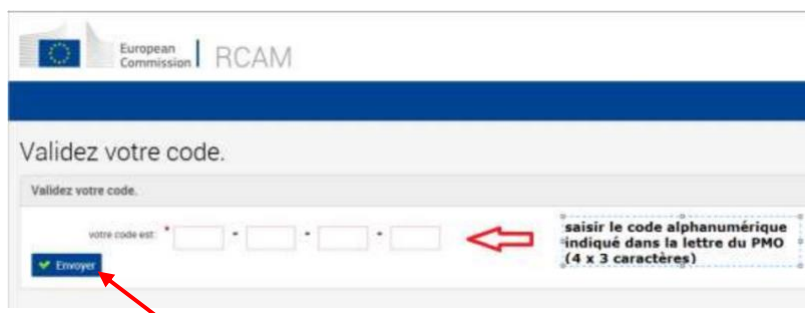 European
Commission
RCAM
Validez votre code.
Validez votre code.
votre code est: * - - -
saisir le code alphanumérique
indiqué dans la lettre du PMO
(4 x 3 caractères)
Envoyer